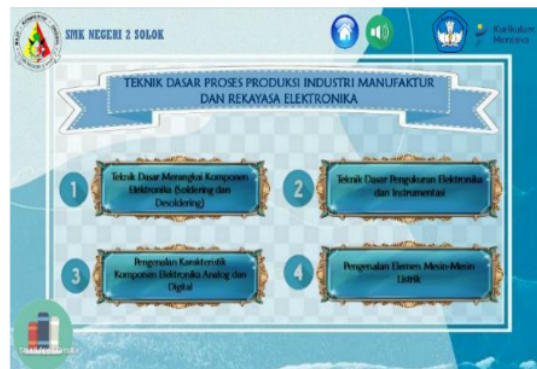 SMK NEGERI 2 SOLOK
Kurikulum
Merdeka
TEKNIK DASAR PROSES PRODUKSI INDUSTRI MANUFAKTUR
DAN REKAYASA ELEKTRONIKA
1
Teknik Dasar Merangkai Komponen
Elektronika (Soldering dan
Desoldering)
2
Teknik Dasar Pengukuran Elektronika
dan Instrumentasi
3
Pengenalan Karakteristik
Komponen Elektronika Analog dan
Digital
4
Pengenalan Elemen Mesin-Mesin
Listrik